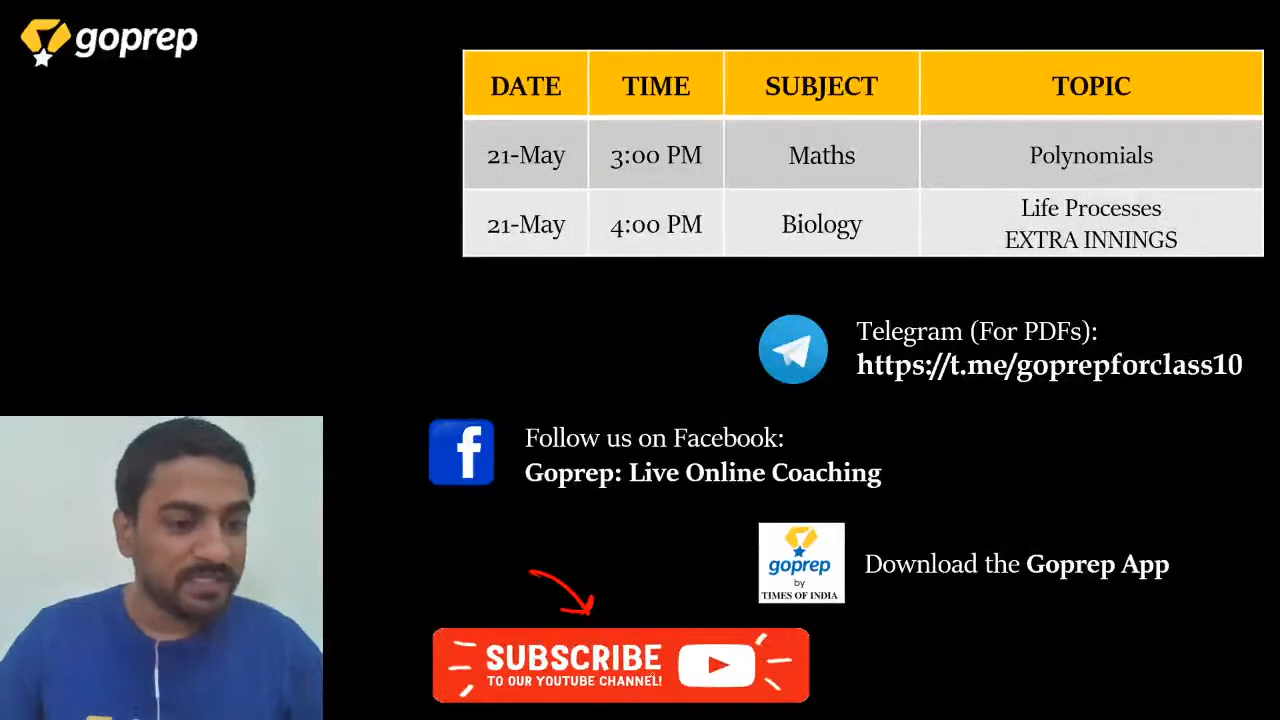 goprep
DATE TIME SUBJECT TOPIC
21-May 3:00 PM Maths Polynomials
21-May 4:00 PM Biology Life Processes
EXTRA INNINGS
Telegram (For PDFs):
https://t.me/goprepforclass10
Follow us on Facebook:
Goprep: Live Online Coaching
goprep
by
TIMES OF INDIA
Download the Goprep App
SUBSCRIBE
TO OUR YOUTUBE CHANNEL!